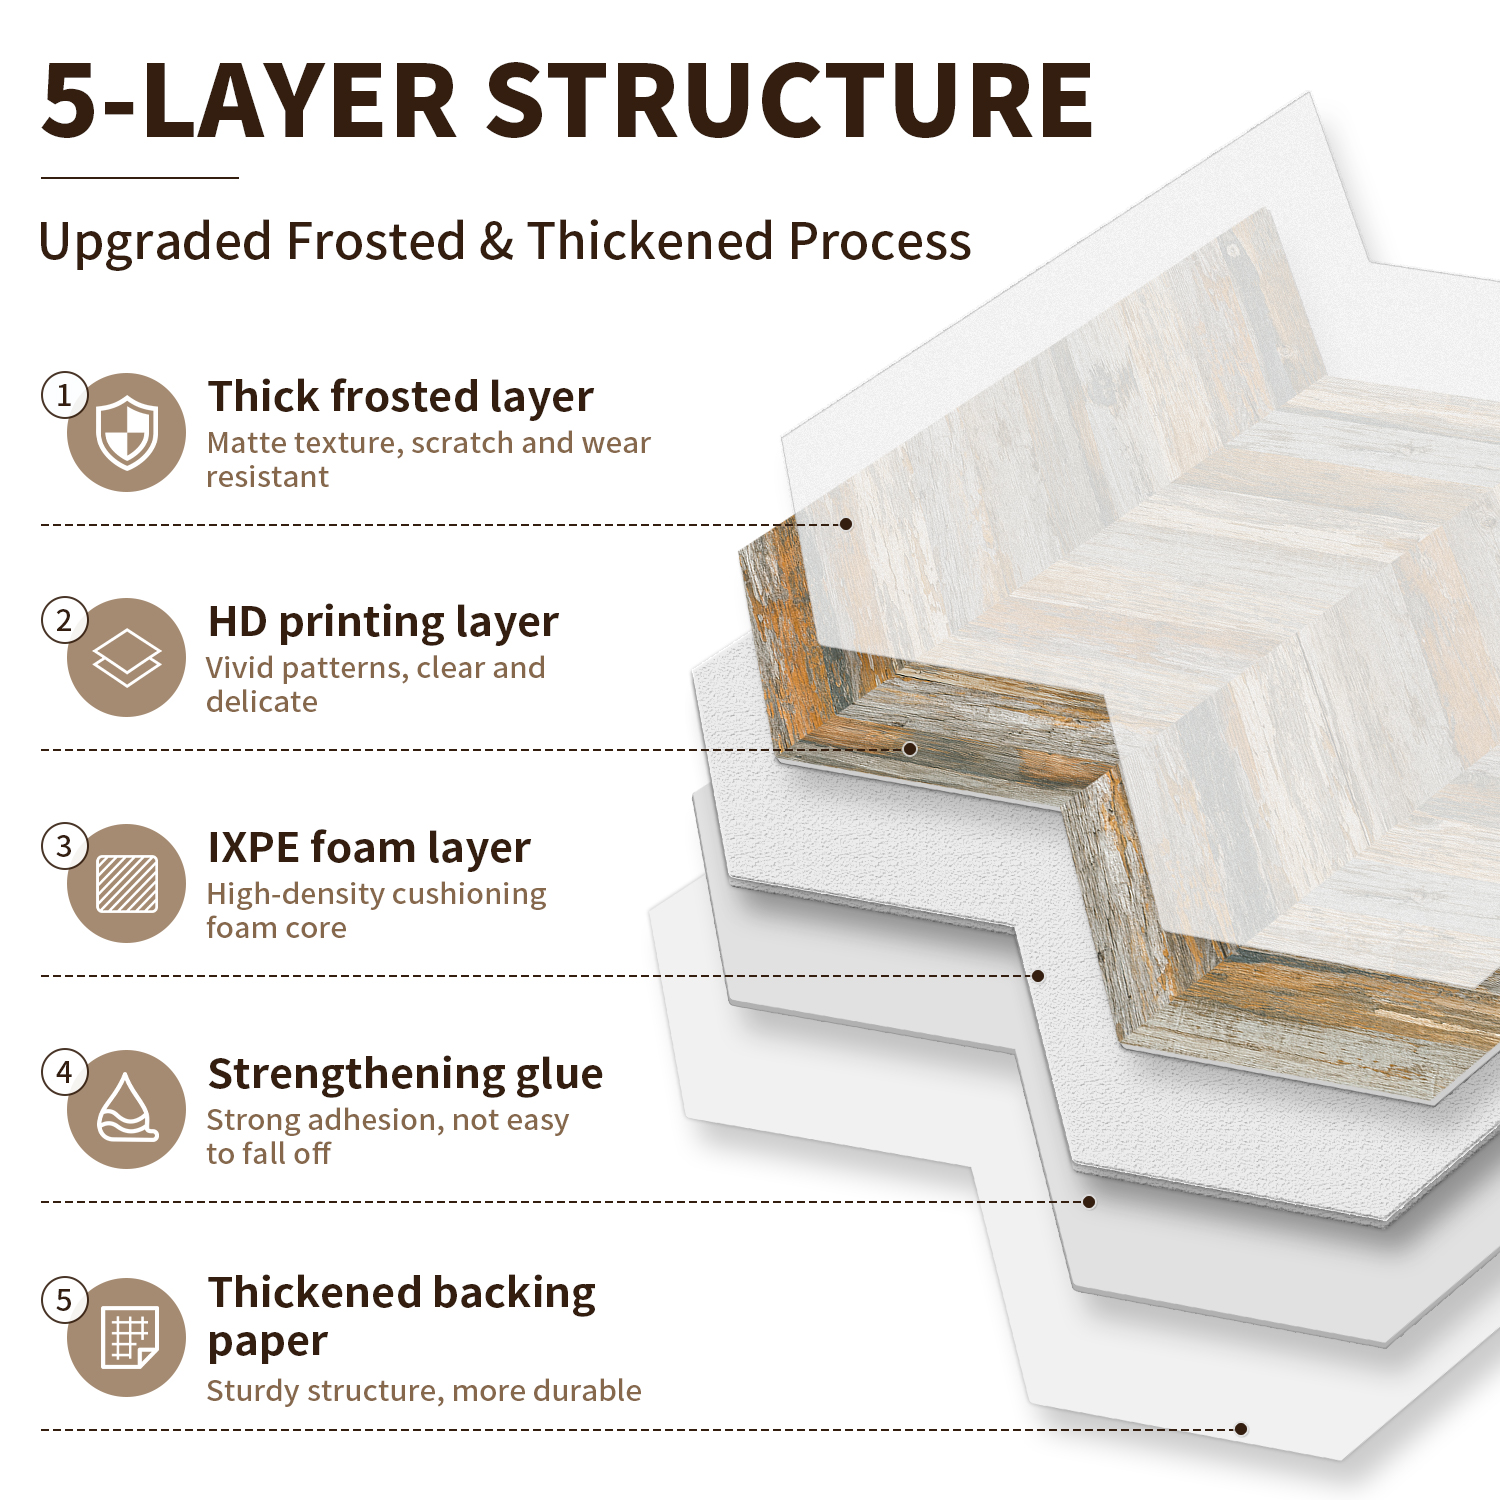 5-LAYER STRUCTURE
Upgraded Frosted & Thickened Process
1
Thick frosted layer
Matte texture, scratch and wear
resistant
2
HD printing layer
Vivid patterns, clear and
delicate
3
IXPE foam layer
High-density cushioning
foam core
4
Strengthening glue
Strong adhesion, not easy
to fall off
5
Thickened backing
paper
Sturdy structure, more durable